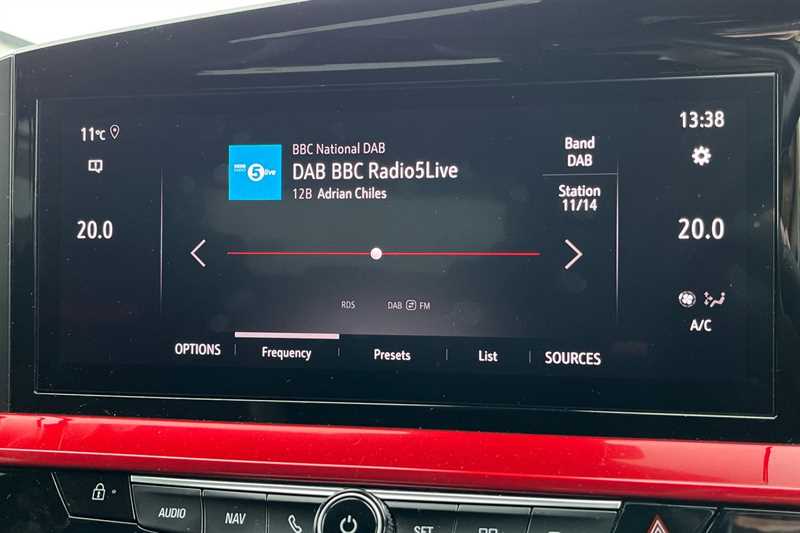 11°C
13:38
BBC National DAB
DAB BBC Radio5Live
12B Adrian Chiles
5live
Band
DAB
Station
11/14
20.0
20.0
RDS
DAB FM
A/C
OPTIONS
Frequency
Presets
List
SOURCES
AUDIO
NAV
SET